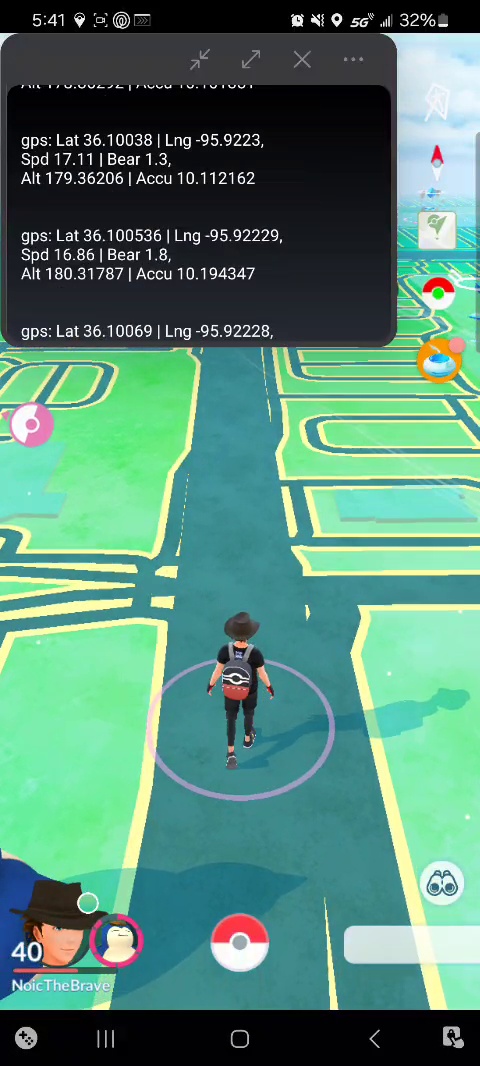 5:41
5G 32%
gps: Lat 36.10038 | Lng -95.9223,
Spd 17.11 | Bear 1.3,
Alt 179.36206 | Accu 10.112162
gps: Lat 36.100536 | Lng -95.92229,
Spd 16.86 | Bear 1.8,
Alt 180.31787 | Accu 10.194347
gps: Lat 36.10069 | Lng -95.92228,
40
NoicTheBrave